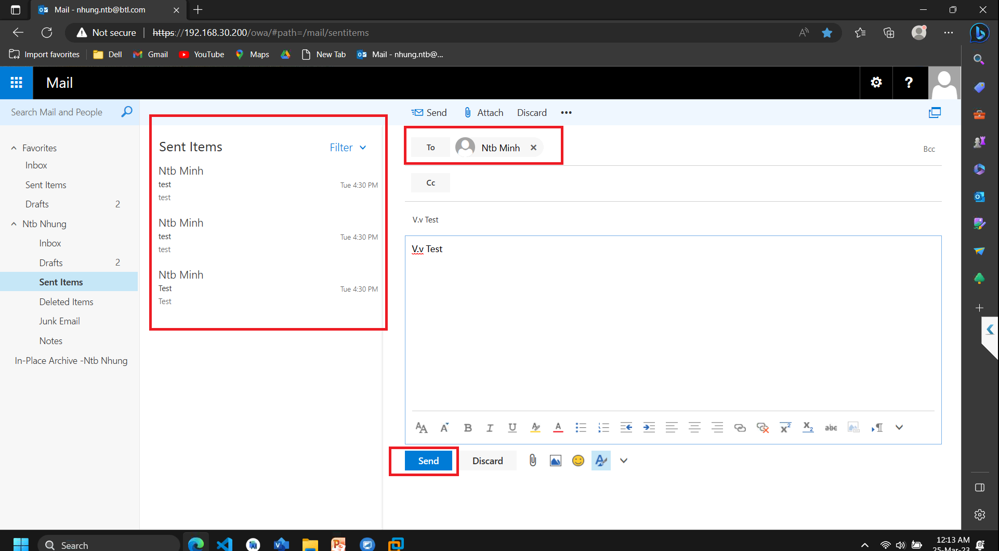 Mail - nhung.ntb@btl.com
Not secure
https://192.168.30.200/owa/#path=/mail/sentitems
Import favorites
Dell
Gmail
YouTube
Maps
New Tab
Mail - nhung.ntb@...
Mail
?
Search Mail and People
Favorites
Inbox
Sent Items
Drafts 2
Ntb Nhung
Inbox
Drafts 2
Sent Items
Deleted Items
Junk Email
Notes
In-Place Archive -Ntb Nhung
Sent Items
Filter
Ntb Minh
test
Tue 4:30 PM
test
Ntb Minh
test
Tue 4:30 PM
test
Ntb Minh
Test
Tue 4:30 PM
Test
Send
Attach
Discard
To
Ntb Minh
Bcc
Cc
V.v Test
V.v Test
Send
Discard
Search
12:13 AM
25-Mar-23